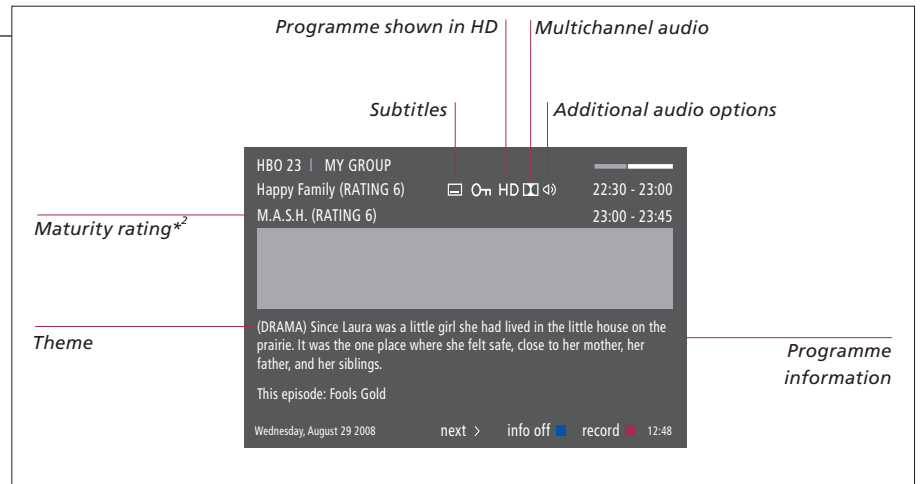 Programme shown in HD
Multichannel audio
Subtitles
Additional audio options
HBO 23 | MY GROUP
Happy Family (RATING 6) HD 22:30 - 23:00
M.A.S.H. (RATING 6) 23:00 - 23:45
Maturity rating*2
(DRAMA) Since Laura was a little girl she had lived in the little house on the
prairie. It was the one place where she felt safe, close to her mother, her
father, and her siblings.
Theme
Programme
information
This episode: Fools Gold
Wednesday, August 29 2008 next > info off record 12:48